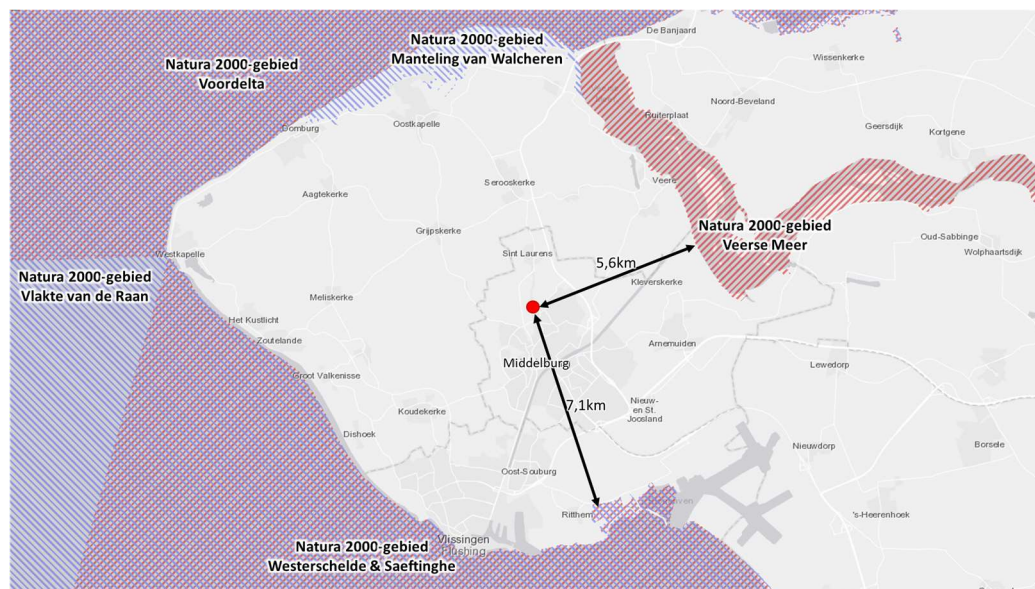 De Banjaard
Natura 2000-gebied
Manteling van Walcheren
Wissenkerke
Natura 2000-gebied
Voordelta
Noord-Beveland
Ruiterplaat
Geersdijk
Kortgene
Oostkapelle
Domburg
Serooskerke
Veere
Aagtekerke
Natura 2000-gebied
Veerse Meer
Grijpskerke
Oud-Sabbinge
Wolphaartsdijk
Westkapelle
Sint Laurens
5,6km
Kleverskerke
Natura 2000-gebied
Vlakte van de Raan
Meliskerke
Het Kustlicht
Zoutelande
Arnemuiden
Middelburg
Lewedorp
Groot Valkenisse
7,1km
Nieuw-
en St.
Joosland
Koudekerke
Dishoek
Nieuwdorp
Borsele
Oost-Souburg
Ritthem
's-Heerenhoek
Vlissingen
Flushing
Natura 2000-gebied
Westerschelde & Saeftinghe